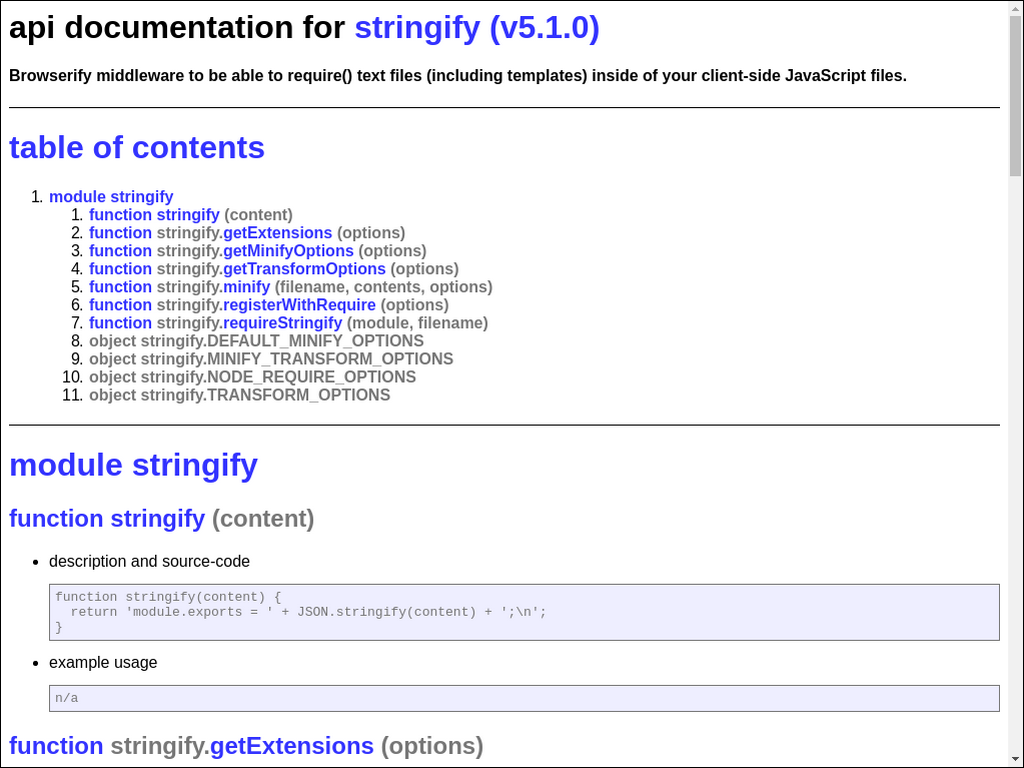 api documentation for stringify (v5.1.0)
Browserify middleware to be able to require() text files (including templates) inside of your client-side JavaScript files.
table of contents
1. module stringify
1. function stringify (content)
2. function stringify.getExtensions (options)
3. function stringify.getMinifyOptions (options)
4. function stringify.getTransformOptions (options)
5. function stringify.minify (filename, contents, options)
6. function stringify.registerWithRequire (options)
7. function stringify.requireStringify (module, filename)
8. object stringify.DEFAULT_MINIFY_OPTIONS
9. object stringify.MINIFY_TRANSFORM_OPTIONS
10. object stringify.NODE_REQUIRE_OPTIONS
11. object stringify.TRANSFORM_OPTIONS
module stringify
function stringify (content)
• description and source-code
function stringify(content) {
  return 'module.exports = ' + JSON.stringify(content) + ';\n';
}
• example usage
n/a
function stringify.getExtensions (options)